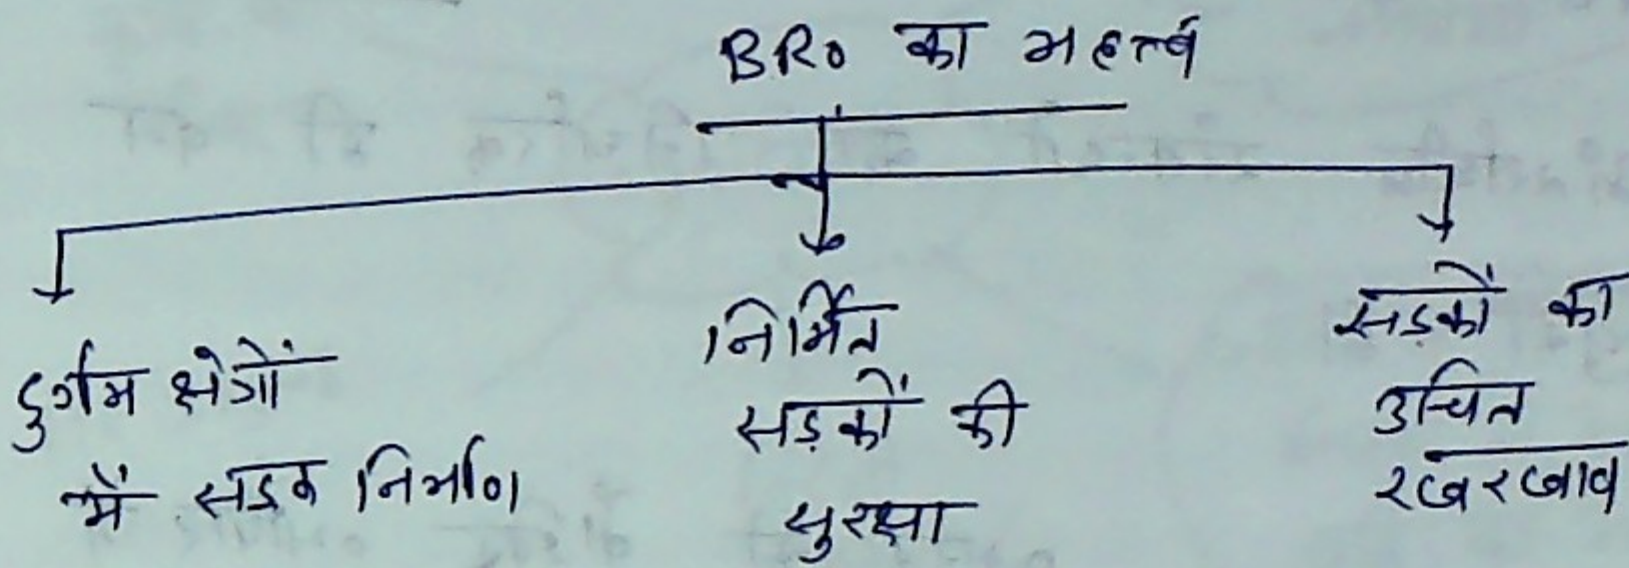 BRO का महत्त्व
दुर्गम क्षेत्रों
में सड़क निर्माण
निर्मित
सड़कों की
सुरक्षा
सड़कों का
उचित
रखरखाव